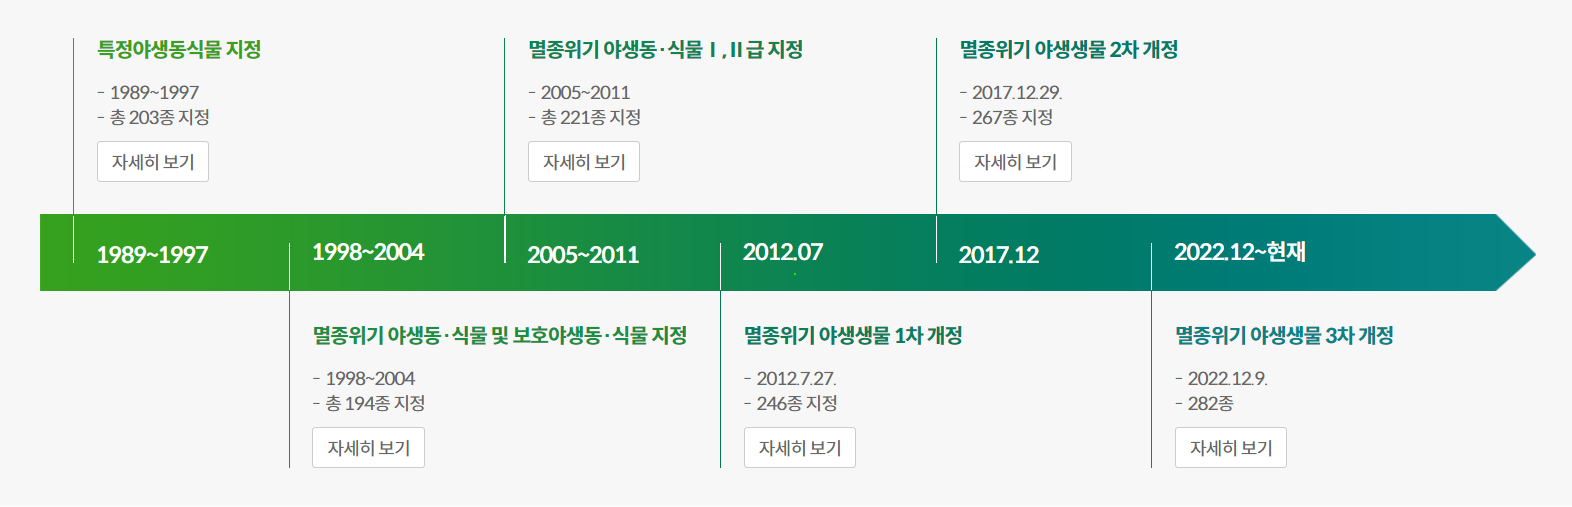 특정야생동식물 지정
- 1989~1997
- 총 203종 지정
자세히 보기
멸종위기 야생동·식물 Ⅰ,Ⅱ급 지정
- 2005~2011
- 총 221종 지정
자세히 보기
멸종위기 야생생물 2차 개정
- 2017.12.29.
- 267종 지정
자세히 보기
1989~1997
1998~2004
2005~2011
2012.07
2017.12
2022.12~현재
멸종위기 야생동·식물 및 보호야생동·식물 지정
- 1998~2004
- 총 194종 지정
자세히 보기
멸종위기 야생생물 1차 개정
- 2012.7.27.
- 246종 지정
자세히 보기
멸종위기 야생생물 3차 개정
- 2022.12.9.
- 282종
자세히 보기